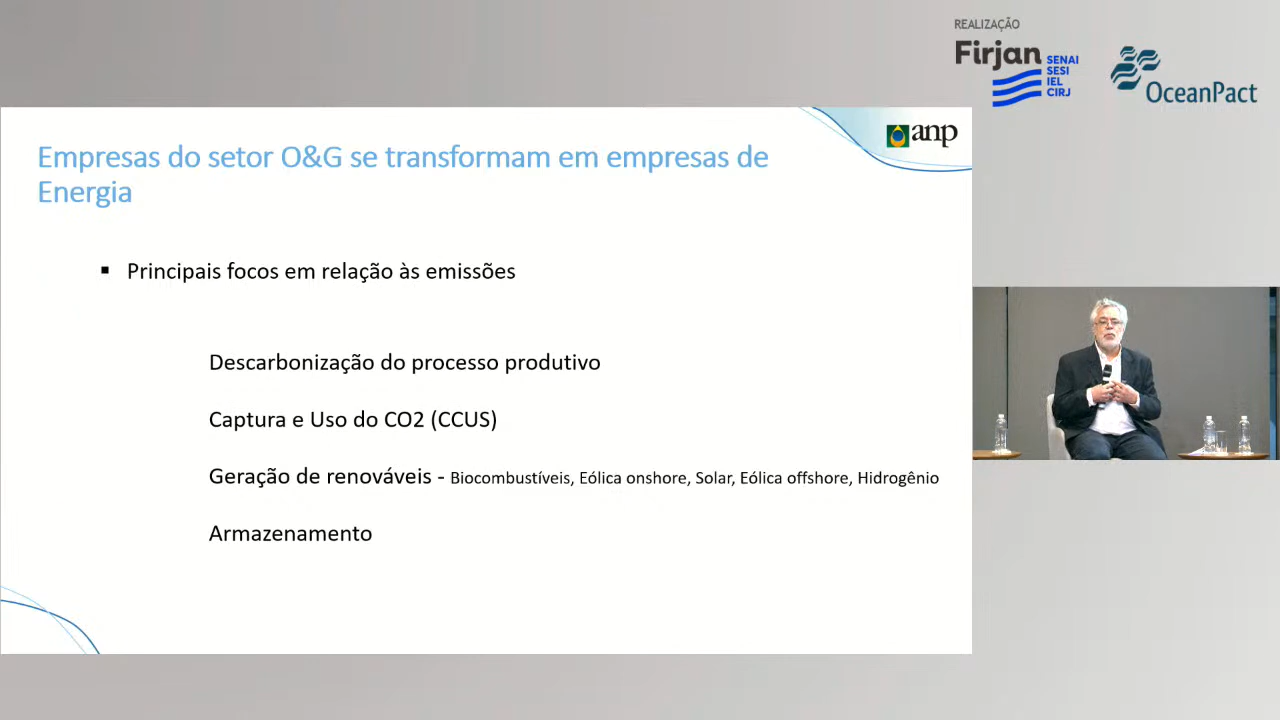 REALIZAÇÃO
Firjan
SENAI
SESI
IEL
CIRJ
OceanPact
anp
Empresas do setor O&G se transformam em empresas de
Energia
▪ Principais focos em relação às emissões
Descarbonização do processo produtivo
Captura e Uso do CO2 (CCUS)
Geração de renováveis - Biocombustíveis, Eólica onshore, Solar, Eólica offshore, Hidrogênio
Armazenamento